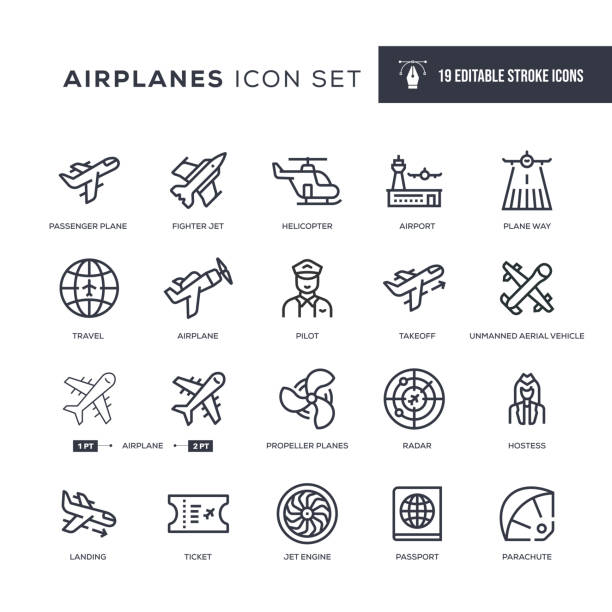 AIRPLANES ICON SET
19 EDITABLE STROKE ICONS
PASSENGER PLANE
FIGHTER JET
HELICOPTER
AIRPORT
PLANE WAY
TRAVEL
AIRPLANE
PILOT
TAKEOFF
UNMANNED AERIAL VEHICLE
1 PT
AIRPLANE
2 PT
PROPELLER PLANES
RADAR
HOSTESS
LANDING
TICKET
JET ENGINE
PASSPORT
PARACHUTE